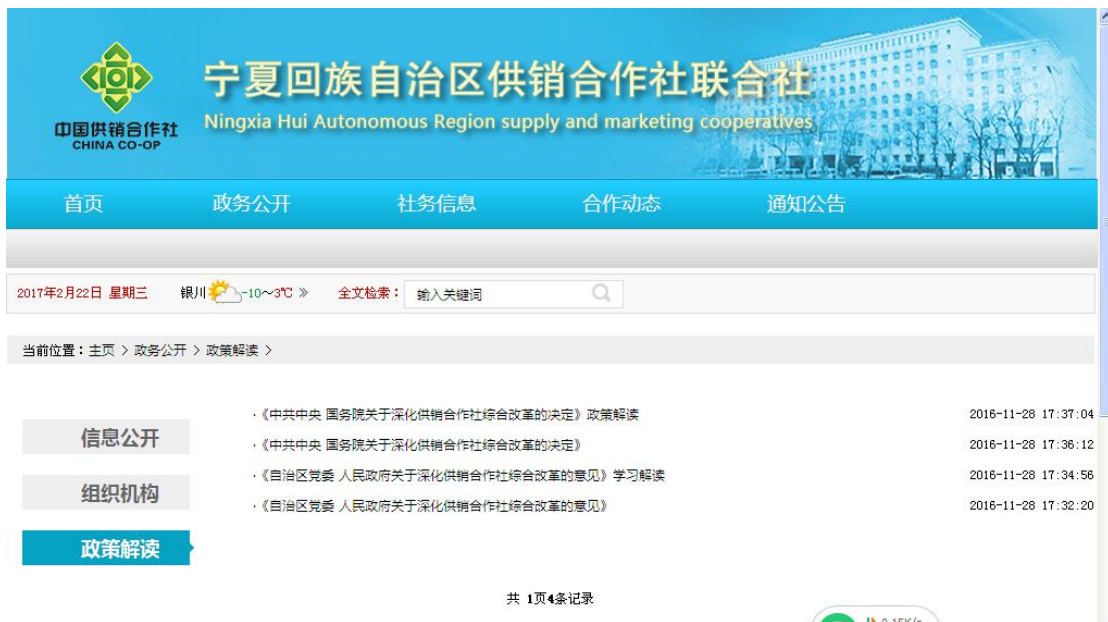 宁夏回族自治区供销合作社联合社
Ningxia Hui Autonomous Region supply and marketing cooperatives
中国供销合作社
CHINA CO-OP
首页 政务公开 社务信息 合作动态 通知公告
2017年2月22日 星期三 银川 -10～3℃ 全文检索： 输入关键词
当前位置：主页 > 政务公开 > 政策解读 >
·《中共中央 国务院关于深化供销合作社综合改革的决定》政策解读 2016-11-28 17:37:04
·《中共中央 国务院关于深化供销合作社综合改革的决定》 2016-11-28 17:36:12
·《自治区党委 人民政府关于深化供销合作社综合改革的意见》学习解读 2016-11-28 17:34:56
·《自治区党委 人民政府关于深化供销合作社综合改革的意见》 2016-11-28 17:32:20
信息公开
组织机构
政策解读
共 1页4条记录